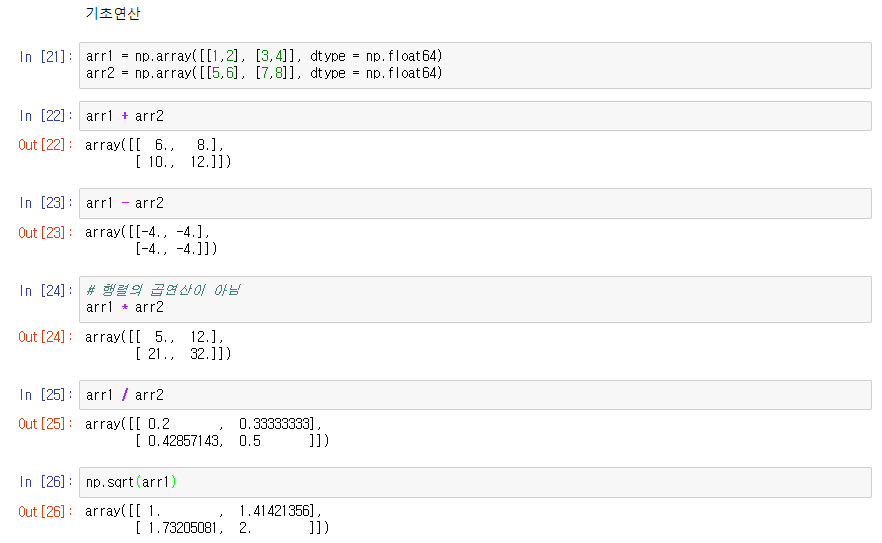 기초연산
In [21]: arr1 = np.array([[1,2], [3,4]], dtype = np.float64)
arr2 = np.array([[5,6], [7,8]], dtype = np.float64)
In [22]: arr1 + arr2
Out[22]: array([[  6.,   8.],
       [ 10.,  12.]])
In [23]: arr1 - arr2
Out[23]: array([[-4., -4.],
       [-4., -4.]])
In [24]: # 행렬의 곱연산이 아님
arr1 * arr2
Out[24]: array([[  5.,  12.],
       [ 21.,  32.]])
In [25]: arr1 / arr2
Out[25]: array([[ 0.2       ,  0.33333333],
       [ 0.42857143,  0.5       ]])
In [26]: np.sqrt(arr1)
Out[26]: array([[ 1.        ,  1.41421356],
       [ 1.73205081,  2.        ]])